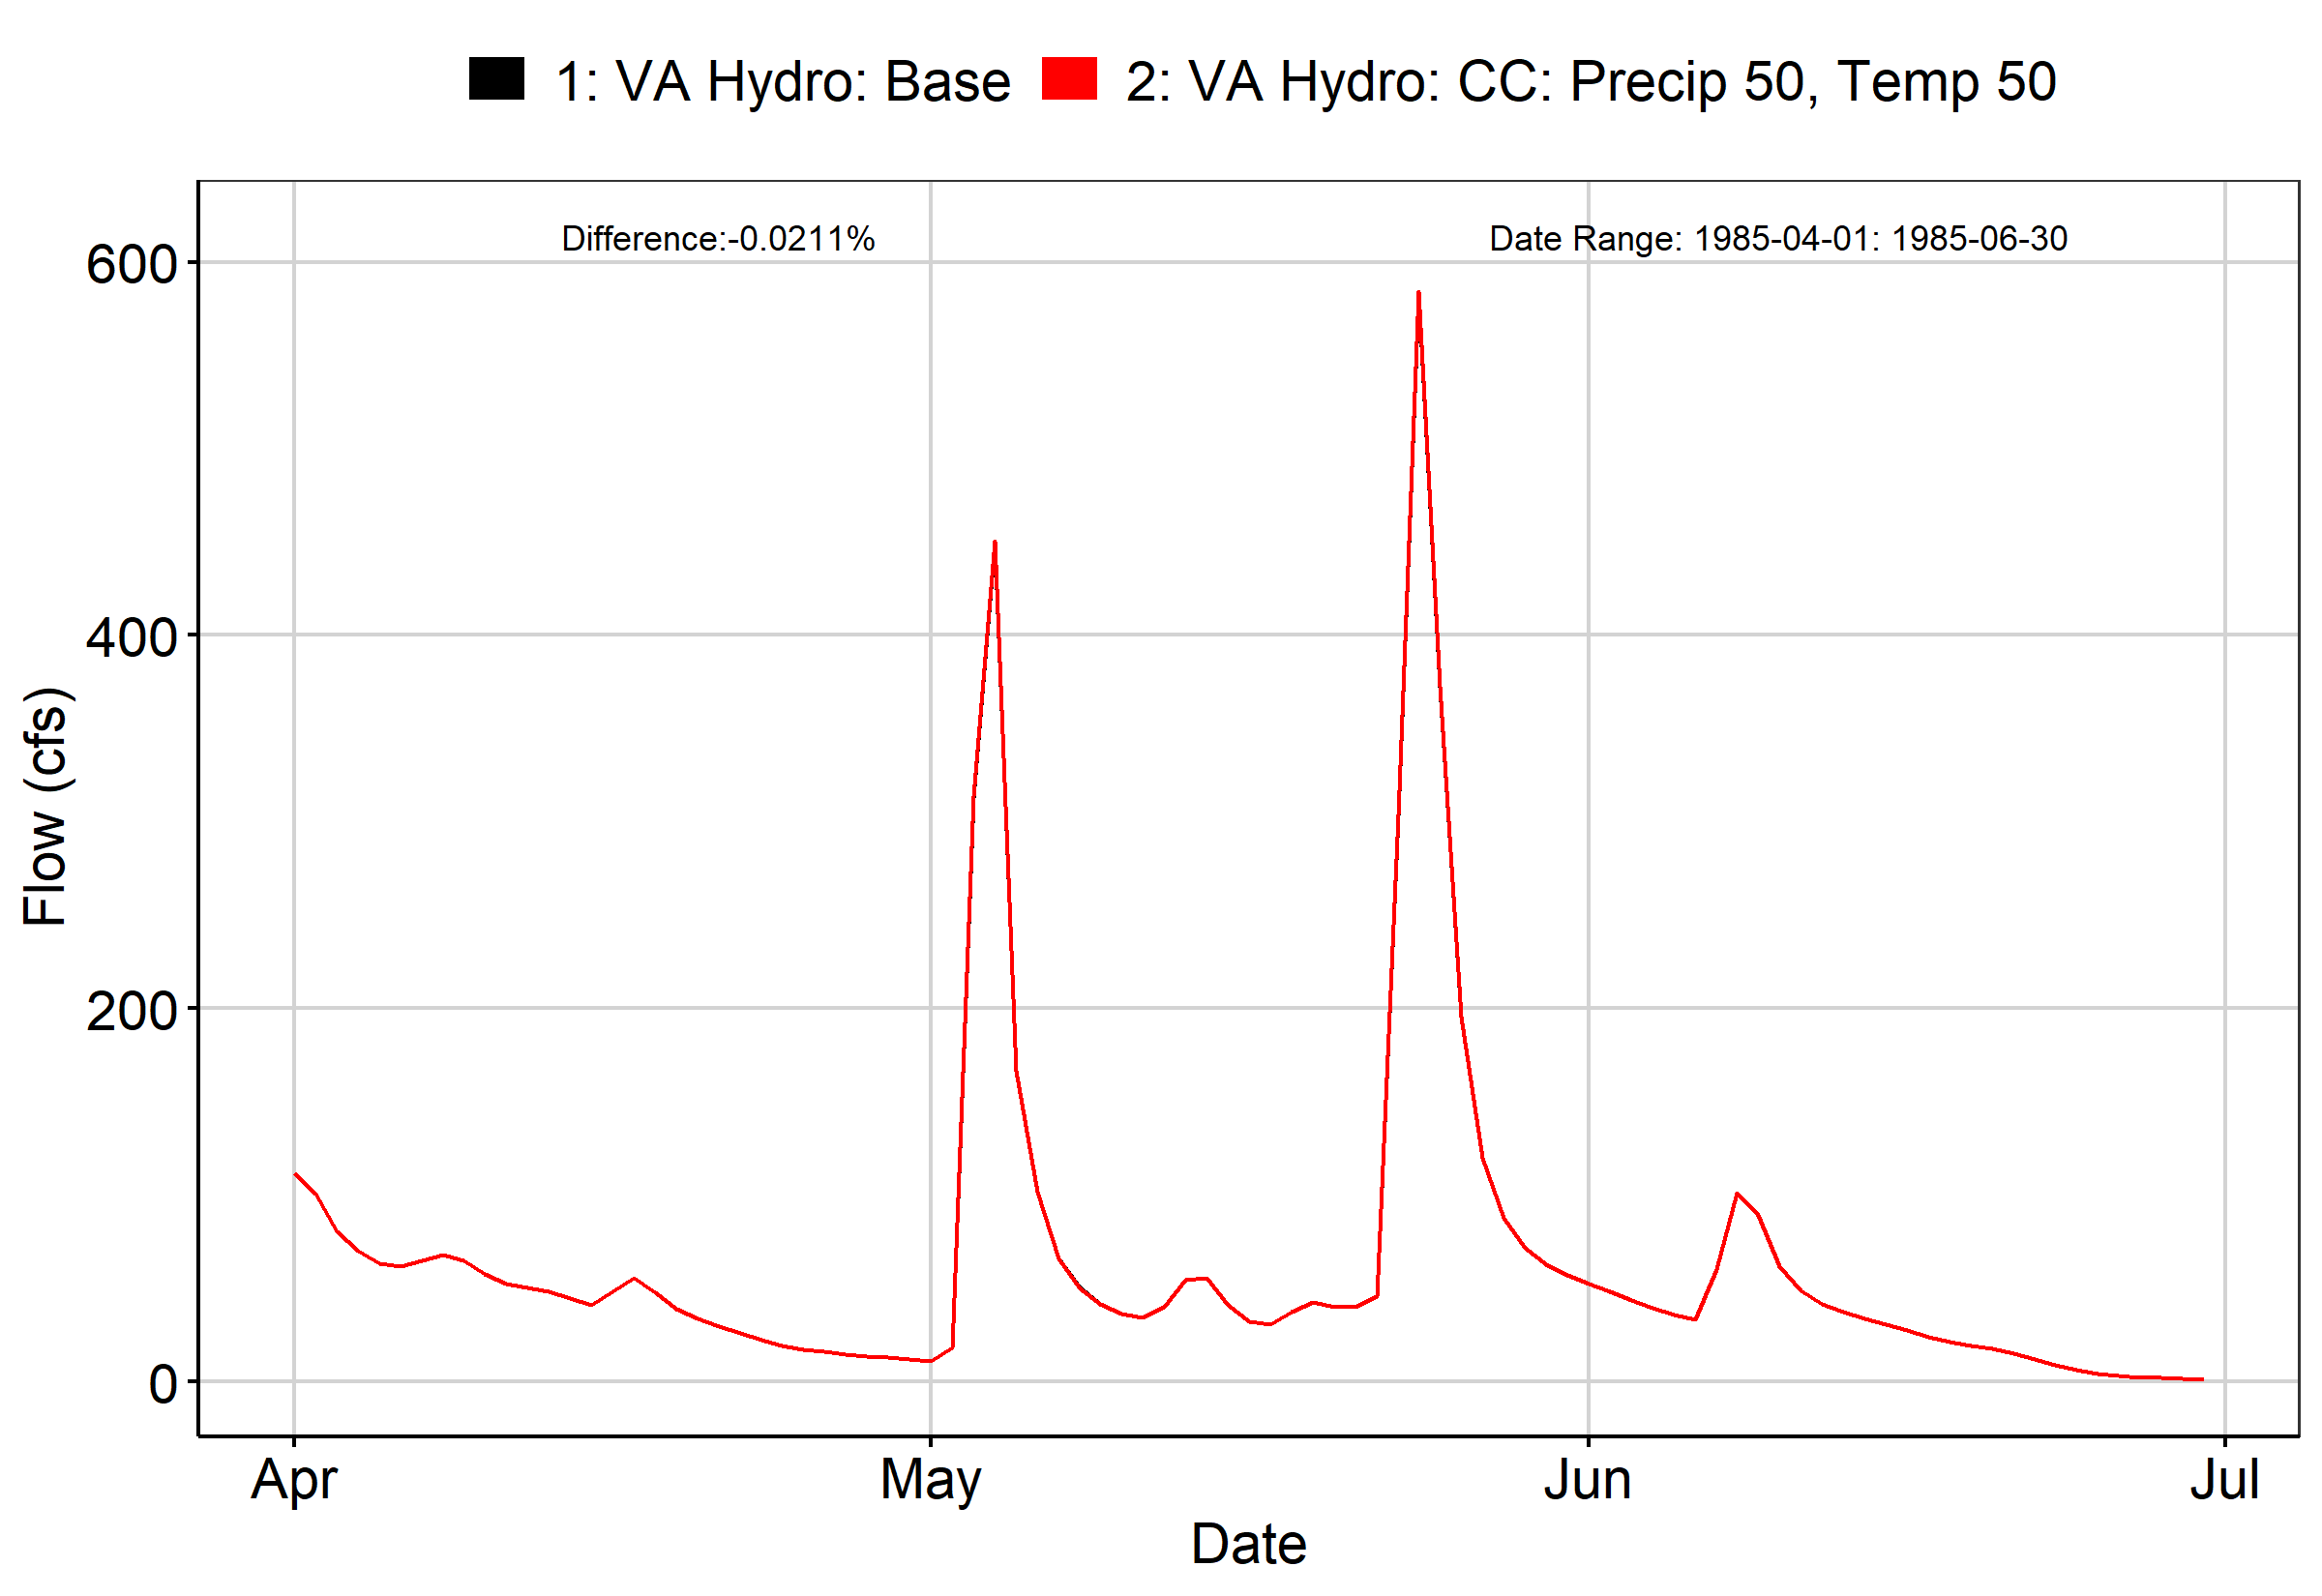 1: VA Hydro: Base 2: VA Hydro: CC: Precip 50, Temp 50
Difference:-0.0211% Date Range: 1985-04-01: 1985-06-30
600
400
200
0
Flow (cfs)
Apr May Jun Jul
Date